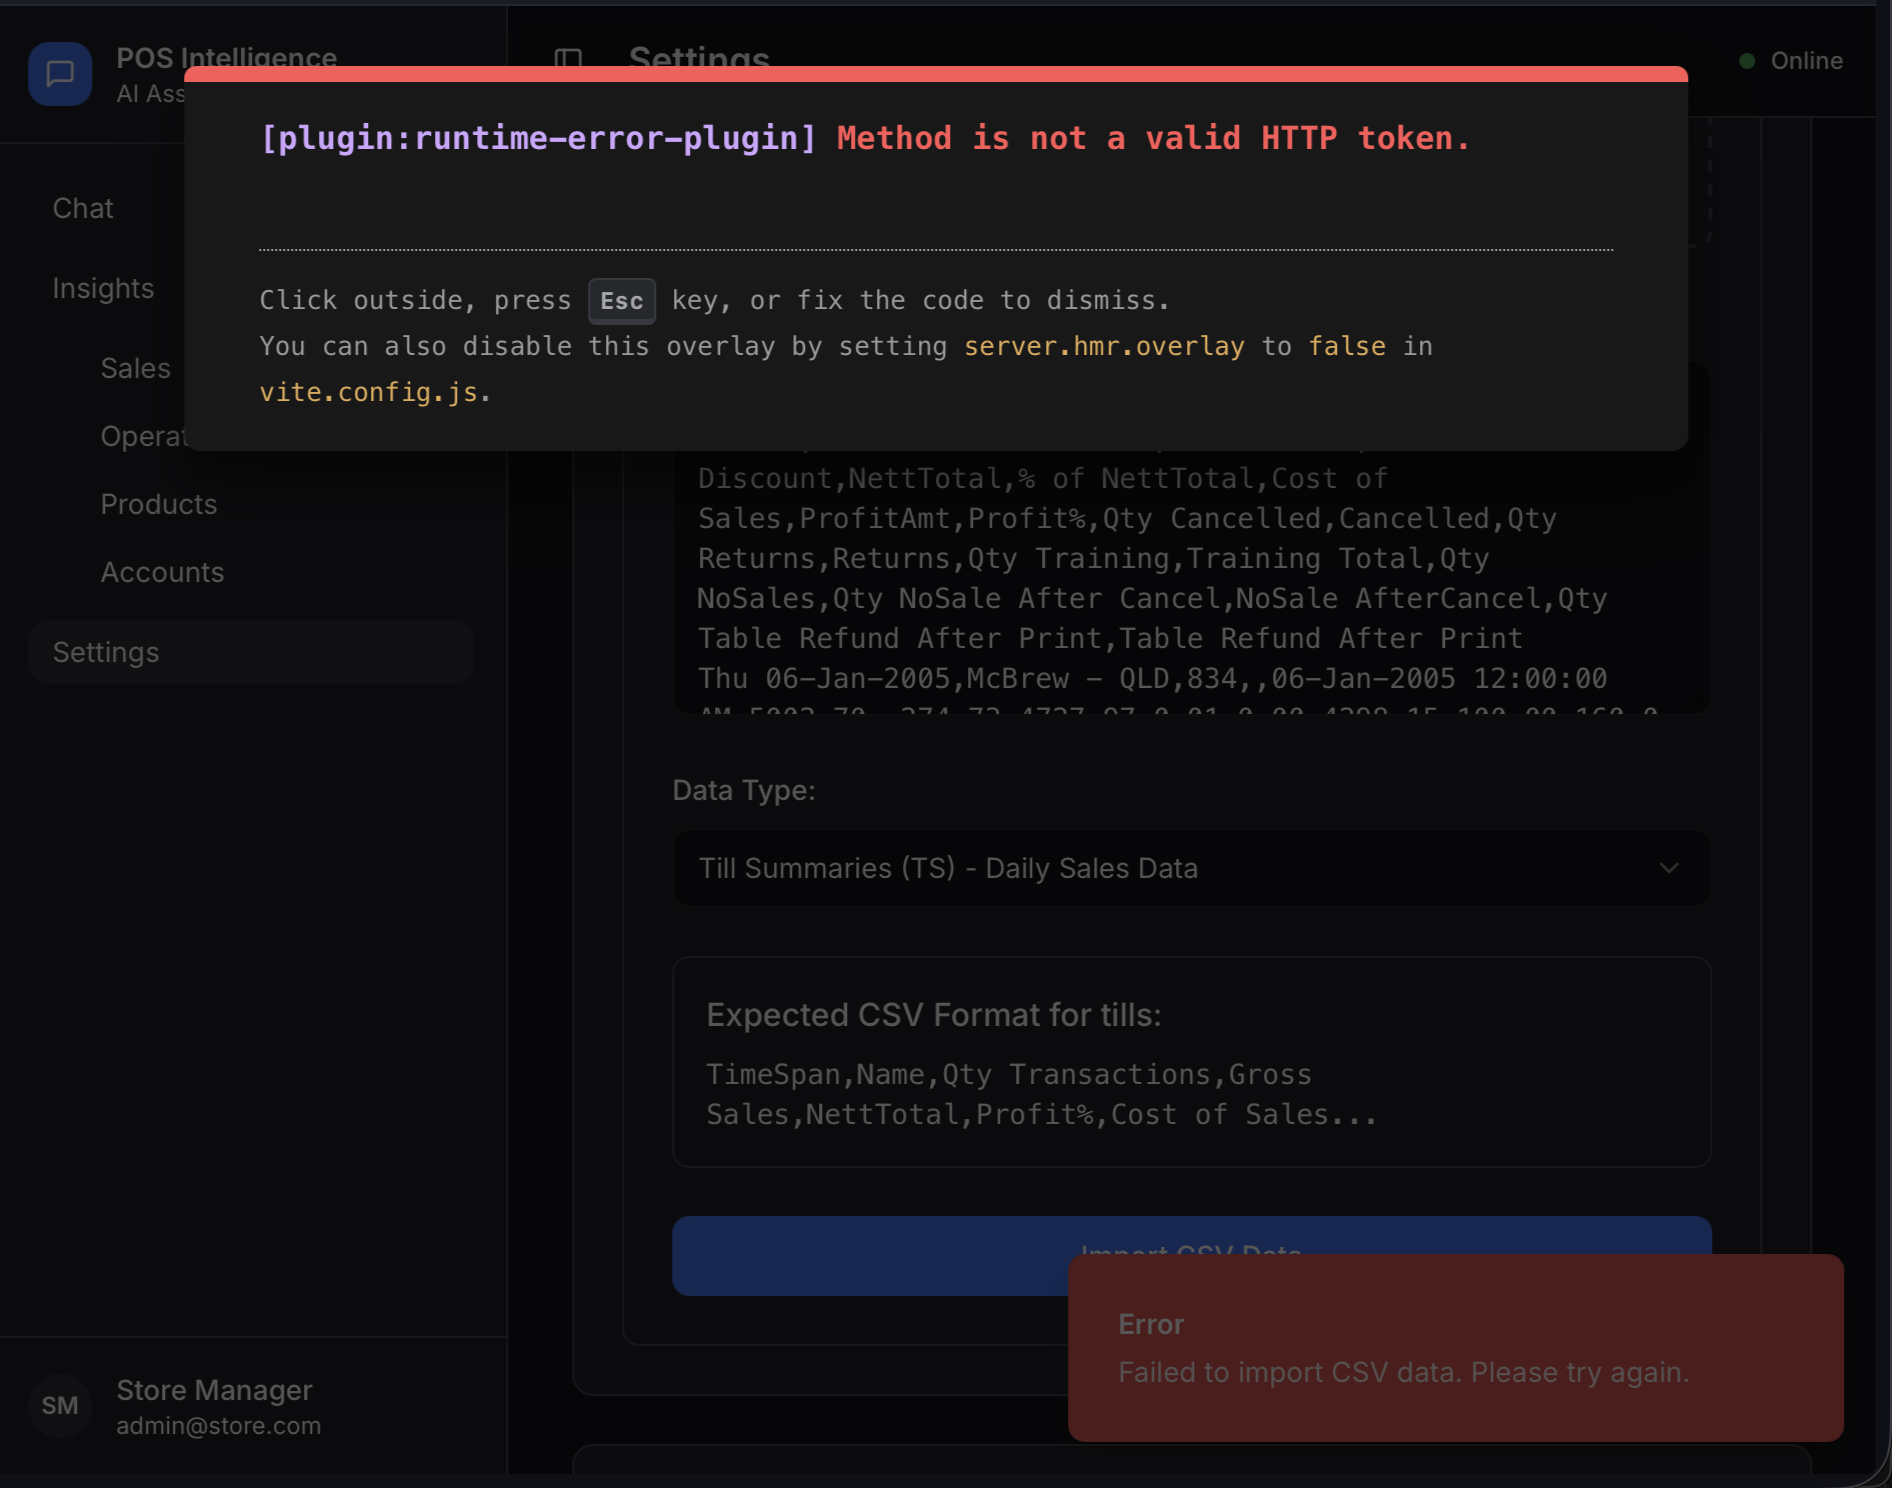 POS Intelligence
AI Ass
Settings
Online
[plugin:runtime-error-plugin] Method is not a valid HTTP token.
Click outside, press Esc key, or fix the code to dismiss.
You can also disable this overlay by setting server.hmr.overlay to false in
vite.config.js.
Chat
Insights
Sales
Operat
Products
Accounts
Settings
Discount,NettTotal,% of NettTotal,Cost of
Sales,ProfitAmt,Profit%,Qty Cancelled,Cancelled,Qty
Returns,Returns,Qty Training,Training Total,Qty
NoSales,Qty NoSale After Cancel,NoSale AfterCancel,Qty
Table Refund After Print,Table Refund After Print
Thu 06-Jan-2005,McBrew - QLD,834,,06-Jan-2005 12:00:00
Data Type:
Till Summaries (TS) - Daily Sales Data
Expected CSV Format for tills:
TimeSpan,Name,Qty Transactions,Gross
Sales,NettTotal,Profit%,Cost of Sales...
Import CSV Data
Error
Failed to import CSV data. Please try again.
SM
Store Manager
admin@store.com